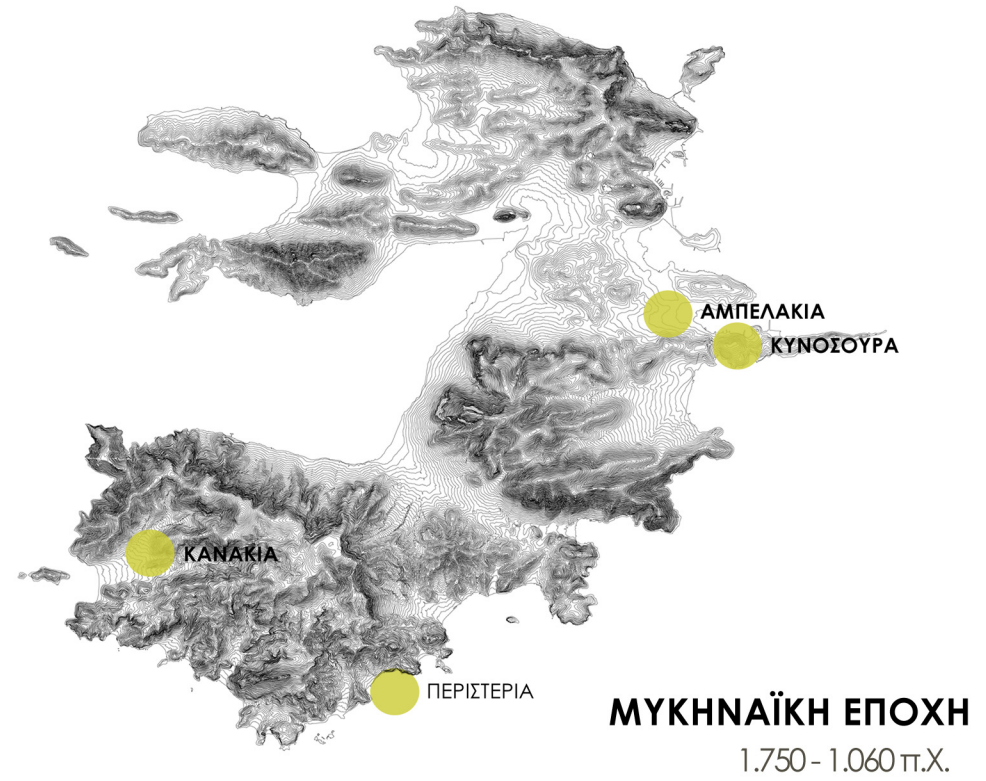 ΑΜΠΕΛΑΚΙΑ
ΚΥΝΟΣΟΥΡΑ
ΚΑΝΑΚΙΑ
ΠΕΡΙΣΤΕΡΙΑ
ΜΥΚΗΝΑΪΚΗ ΕΠΟΧΗ
1.750 - 1.060 π.Χ.